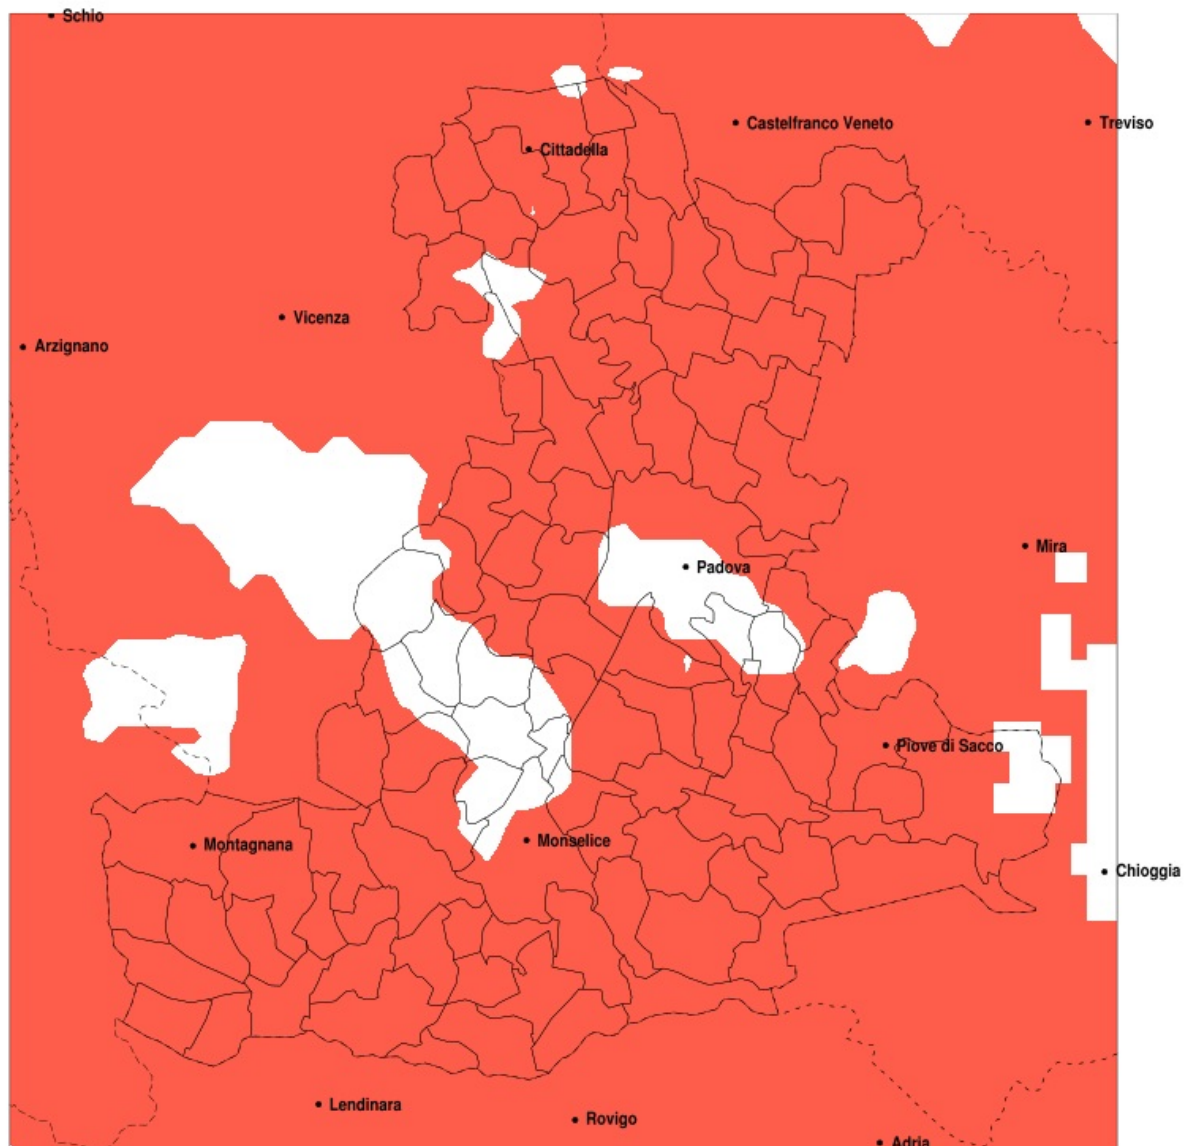 Schio
Castelfranco Veneto
Treviso
Cittadella
Vicenza
Arzignano
Mira
Padova
Piove di Sacco
Monselice
Montagnana
Chioggia
Lendinara
Rovigo
Adria